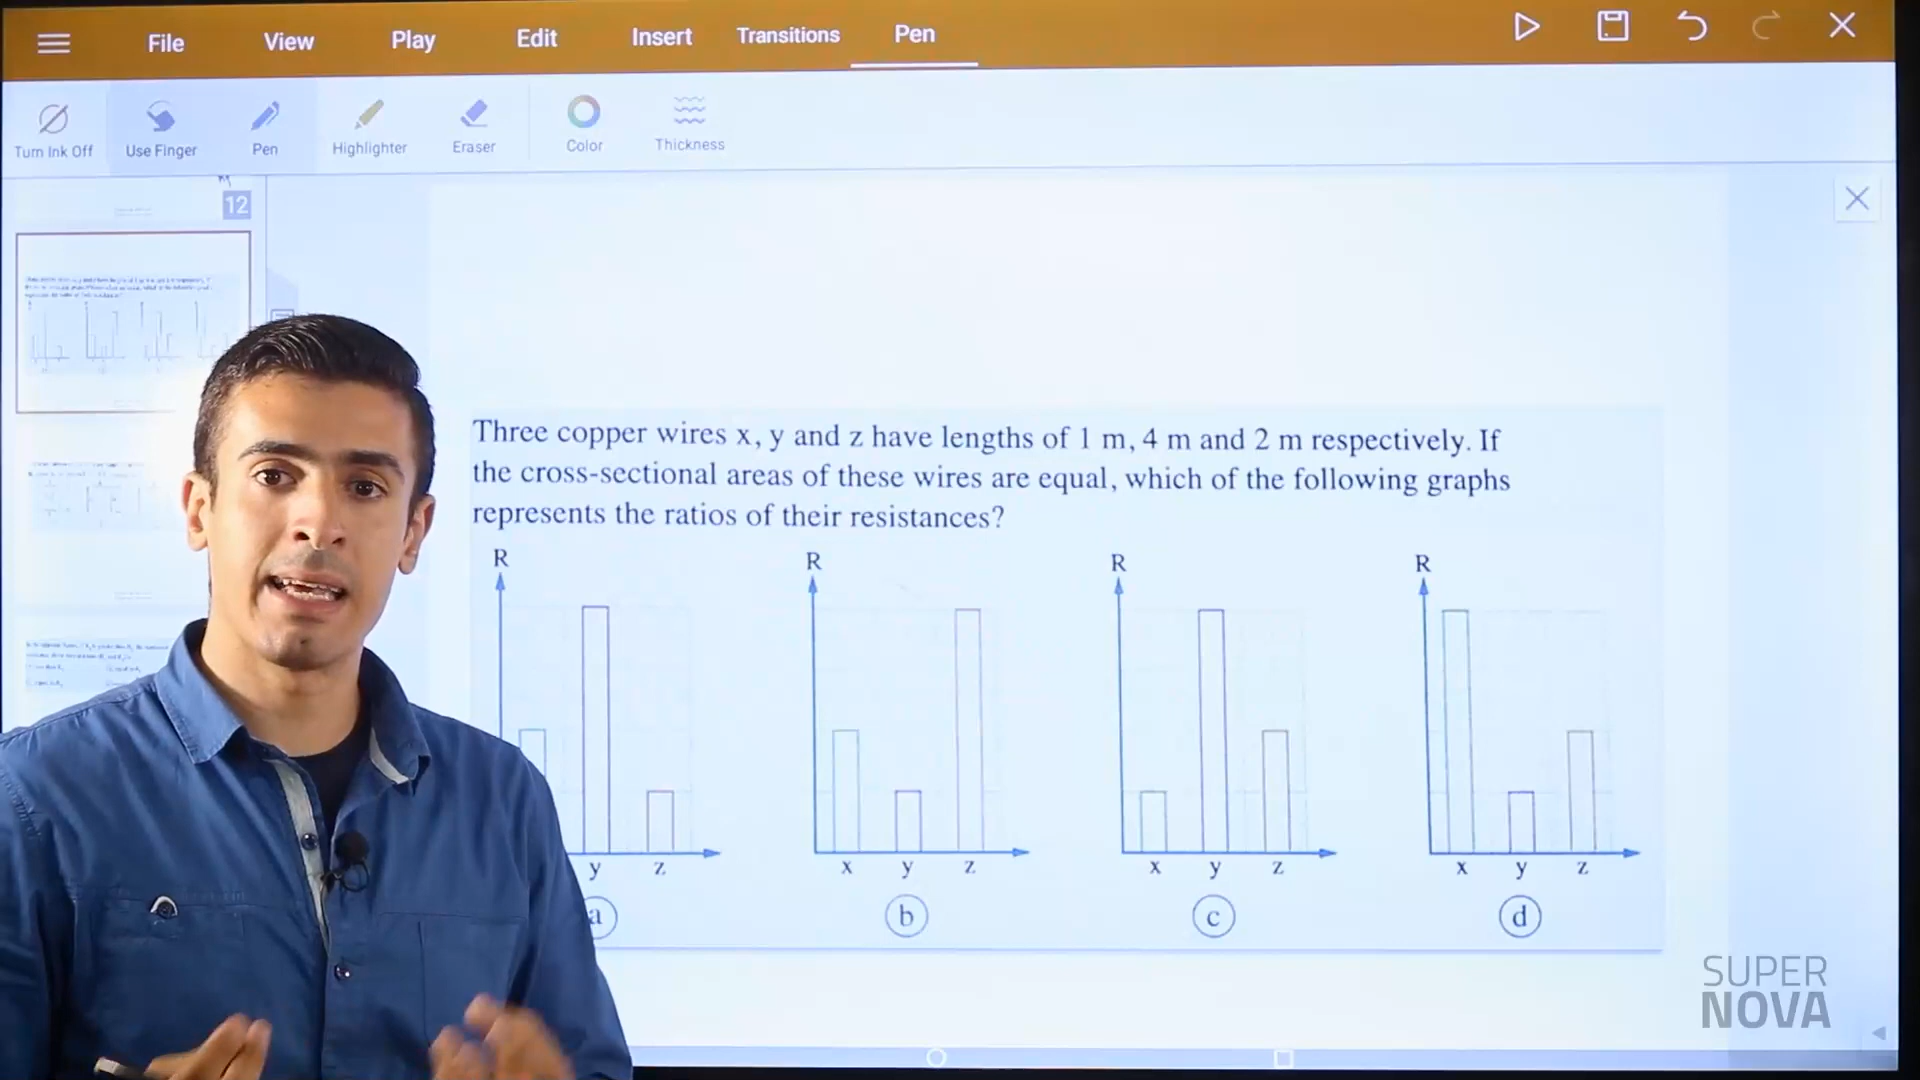 File View Play Edit Insert Transitions Pen
Turn Ink Off Use Finger Pen Highlighter Eraser Color Thickness
12
Three copper wires x, y and z have lengths of 1 m, 4 m and 2 m respectively. If
the cross-sectional areas of these wires are equal, which of the following graphs
represents the ratios of their resistances?
R R R R
y z x y z x y z x y z
a b c d
SUPER
NOVA